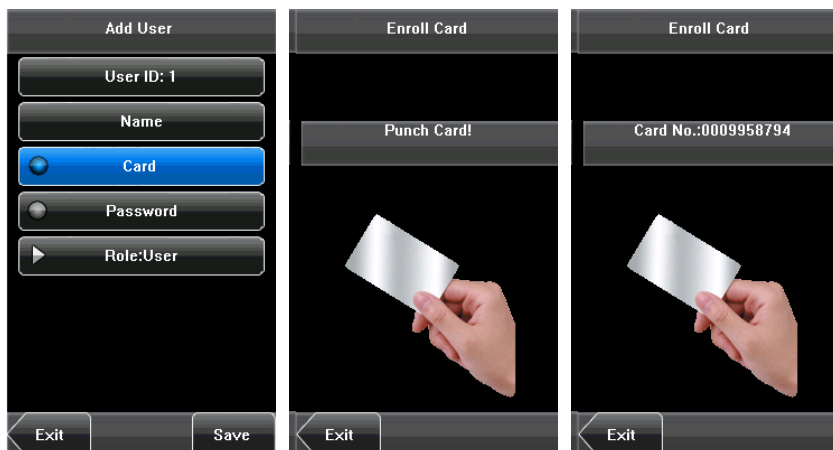 Add User
User ID: 1
Name
Card
Password
Role:User
Exit
Save
Enroll Card
Punch Card!
Exit
Enroll Card
Card No.:0009958794
Exit